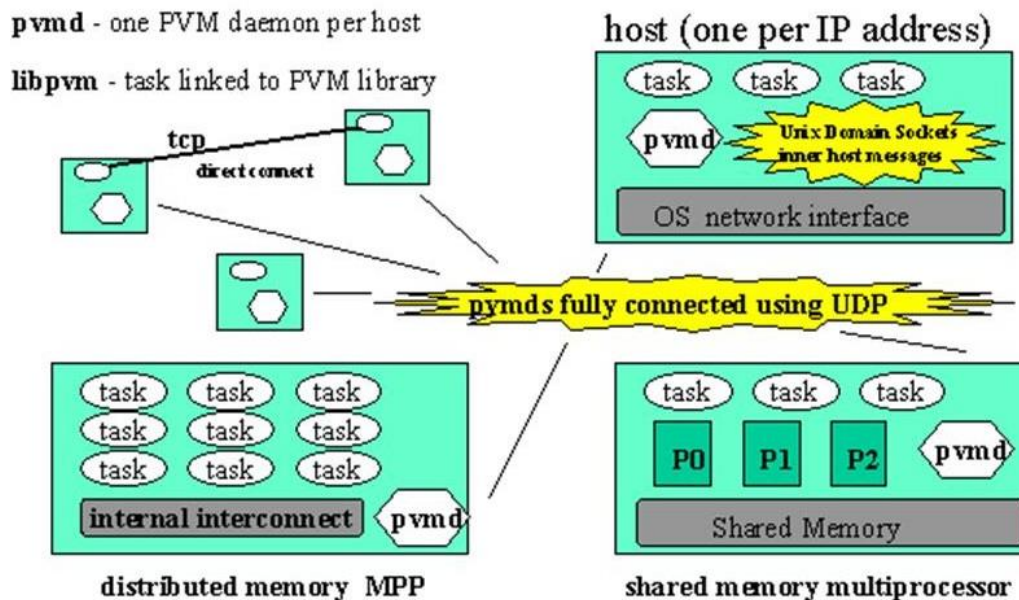 pvmd - one PVM daemon per host
libpvm - task linked to PVM library
host (one per IP address)
task task task
pvmd
Unix Domain Sockets
inner host messages
OS network interface
tcp
direct connect
pymds fully connected using UDP
task task task
task task task
task task task
internal interconnect
pvmd
distributed memory MPP
task task task
P0 P1 P2
pvmd
Shared Memory
shared memory multiprocessor